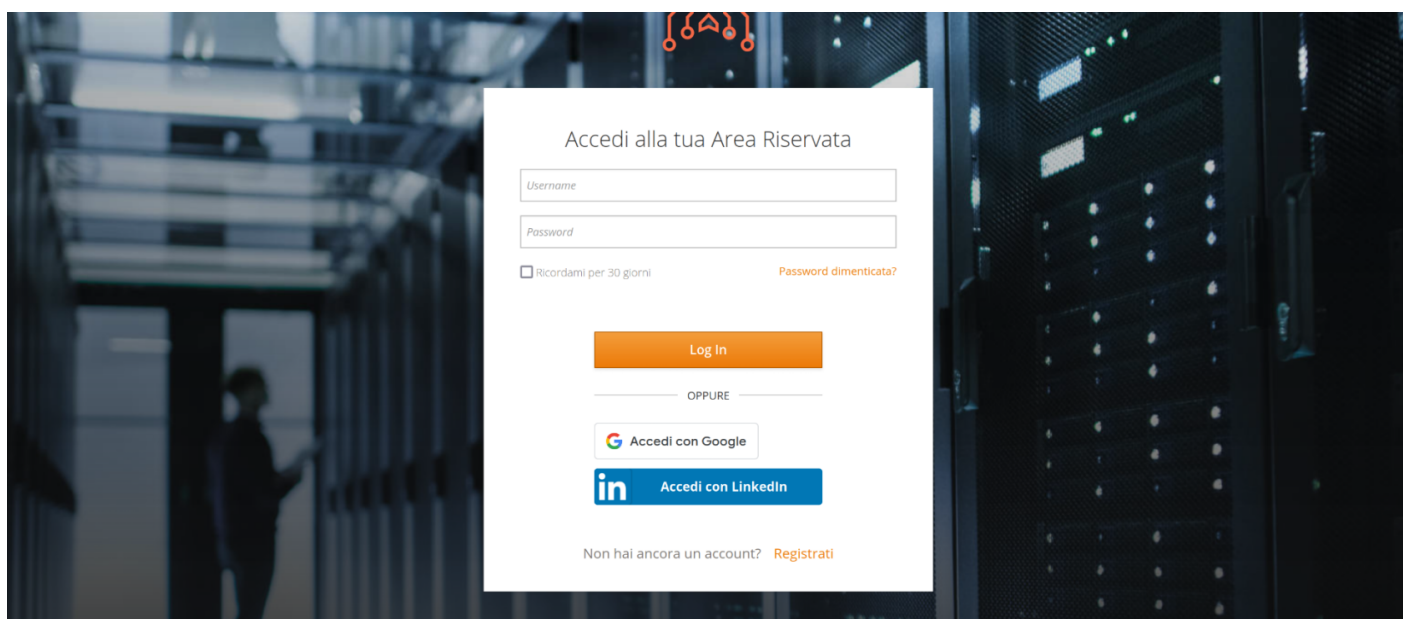 Accedi alla tua Area Riservata
Username
Password
Ricordami per 30 giorni Password dimenticata?
Log In
OPPURE
G Accedi con Google
in Accedi con LinkedIn
Non hai ancora un account? Registrati